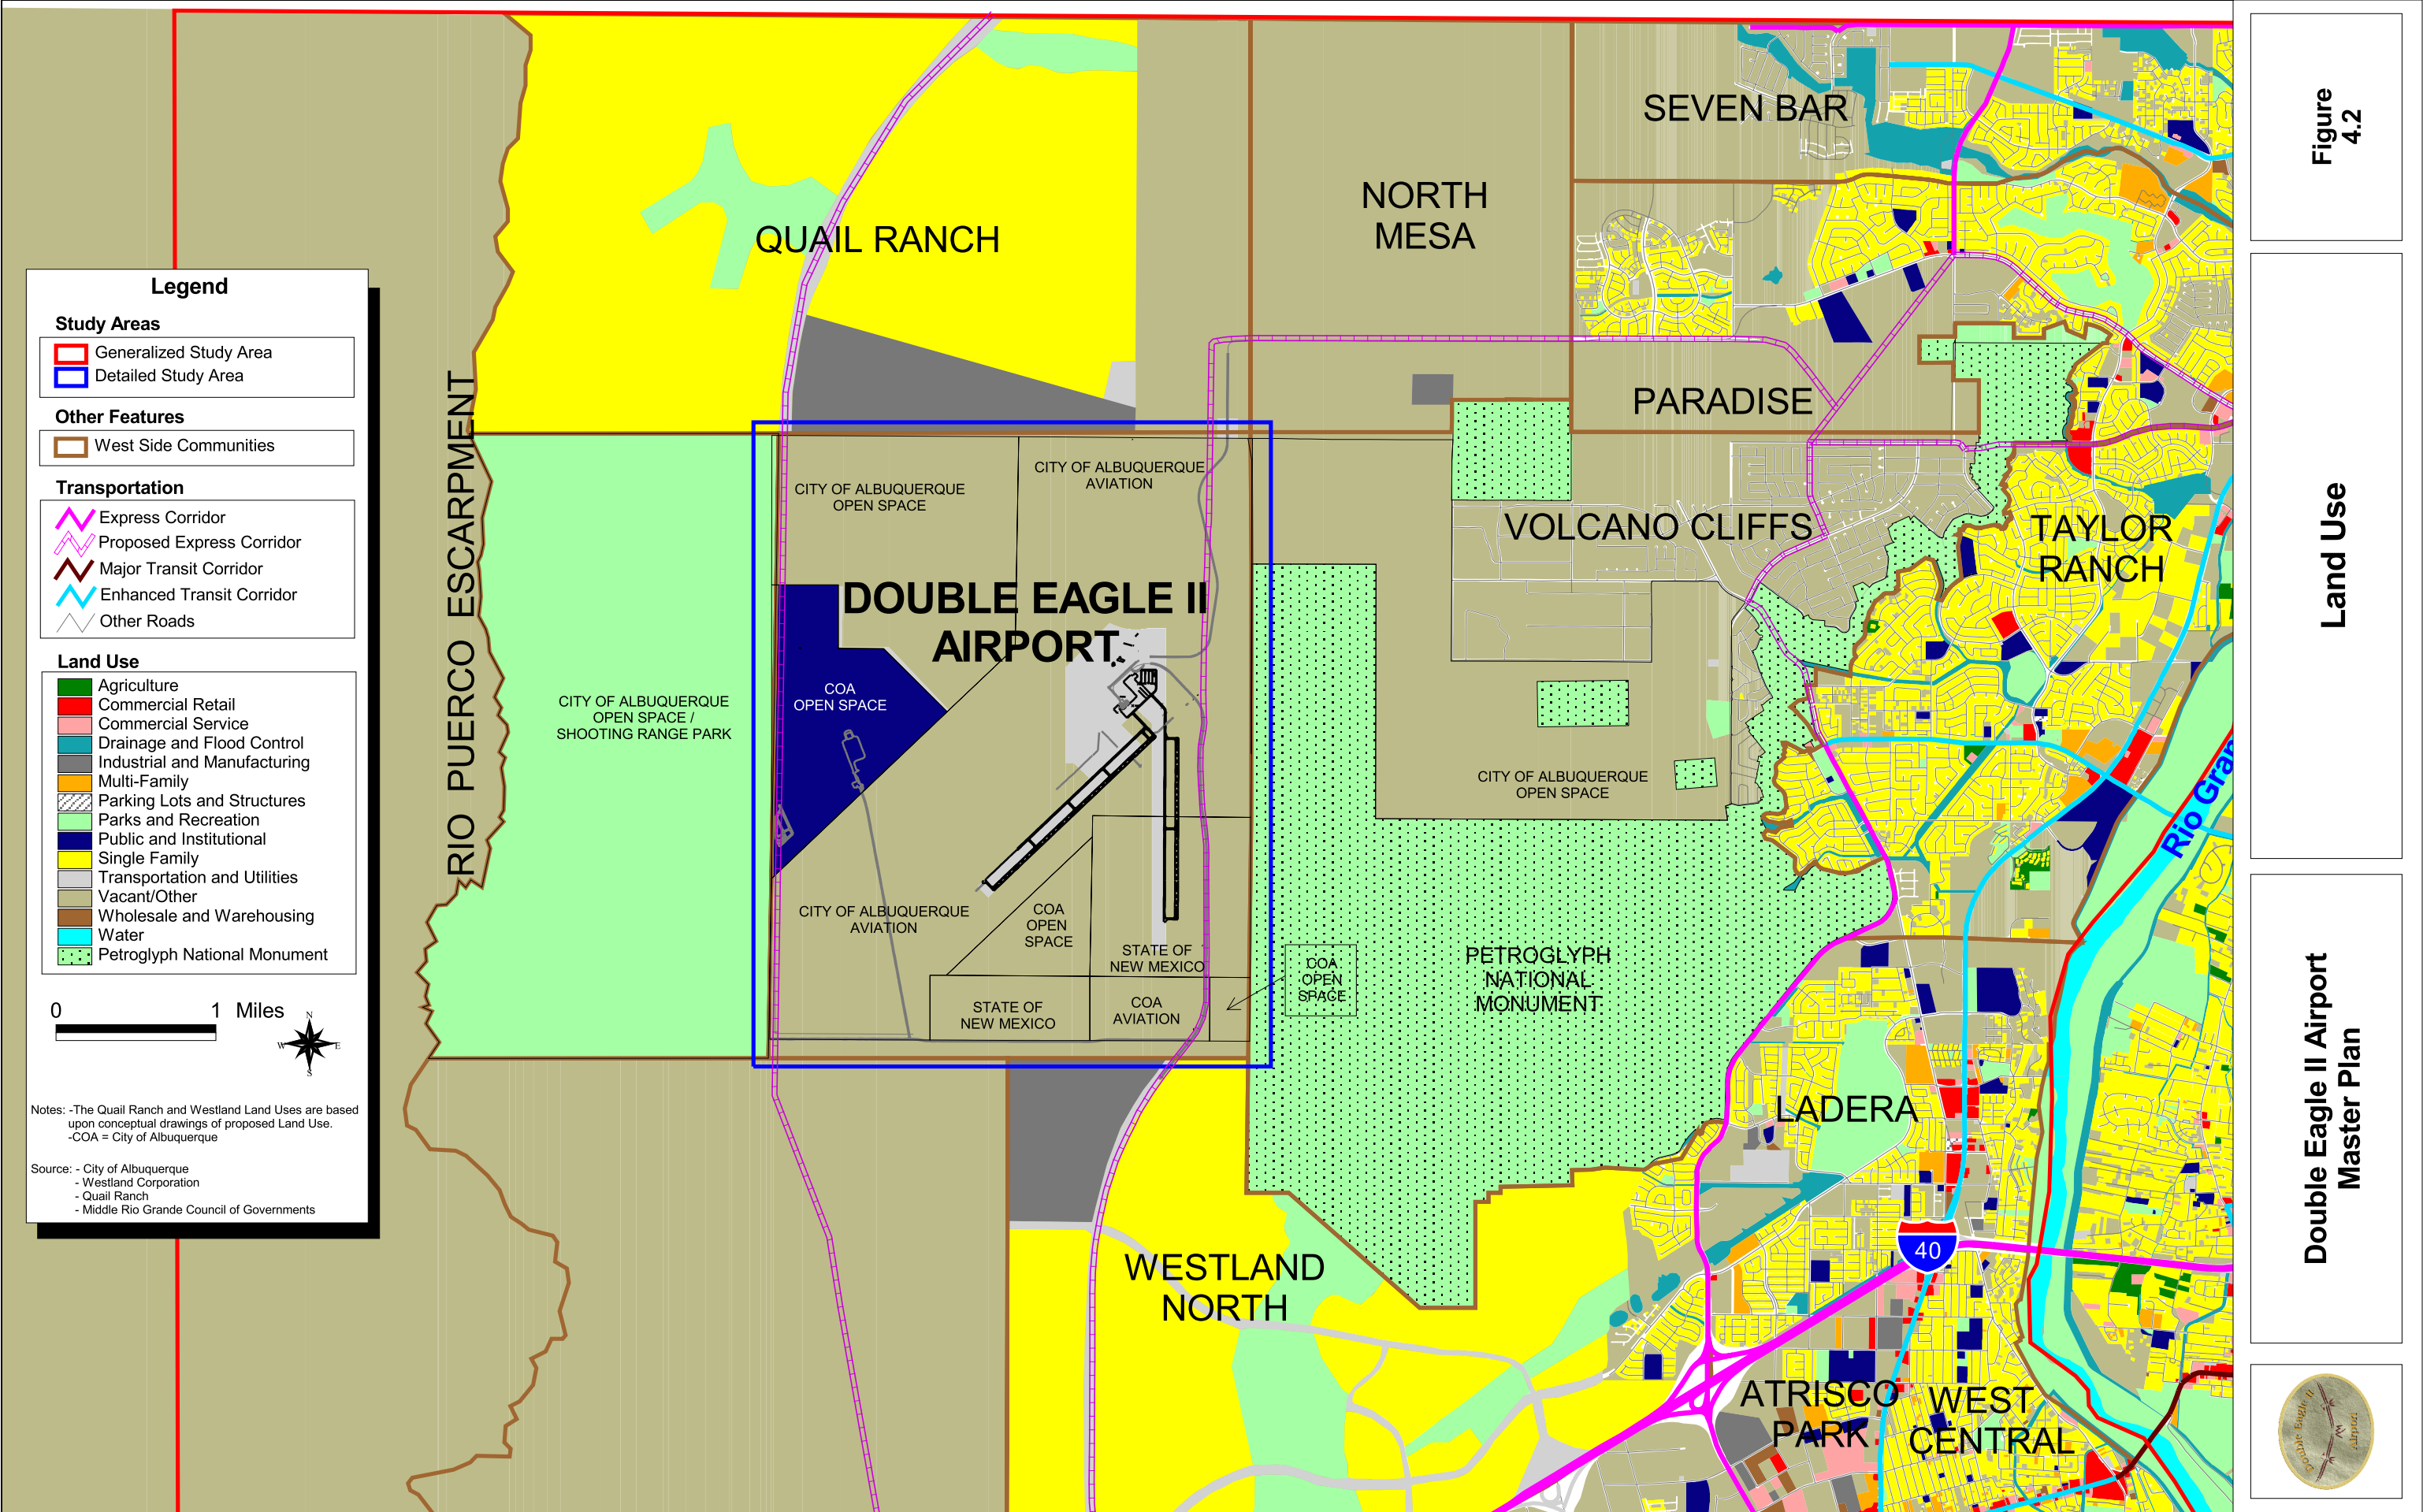 Legend
Study Areas
Generalized Study Area
Detailed Study Area
Other Features
West Side Communities
Transportation
Express Corridor
Proposed Express Corridor
Major Transit Corridor
Enhanced Transit Corridor
Other Roads
Land Use
Agriculture
Commercial Retail
Commercial Service
Drainage and Flood Control
Industrial and Manufacturing
Multi-Family
Parking Lots and Structures
Parks and Recreation
Public and Institutional
Single Family
Transportation and Utilities
Vacant/Other
Wholesale and Warehousing
Water
Petroglyph National Monument
0 1 Miles
N
W E
S
Notes: -The Quail Ranch and Westland Land Uses are based
upon conceptual drawings of proposed Land Use.
-COA = City of Albuquerque
Source: - City of Albuquerque
- Westland Corporation
- Quail Ranch
- Middle Rio Grande Council of Governments
RIO PUERCO ESCARPMENT
QUAIL RANCH
NORTH
MESA
SEVEN BAR
PARADISE
VOLCANO CLIFFS
TAYLOR
RANCH
CITY OF ALBUQUERQUE
OPEN SPACE
CITY OF ALBUQUERQUE
AVIATION
DOUBLE EAGLE II
AIRPORT
COA
OPEN SPACE
CITY OF ALBUQUERQUE
OPEN SPACE /
SHOOTING RANGE PARK
CITY OF ALBUQUERQUE
OPEN SPACE
CITY OF ALBUQUERQUE
AVIATION
COA
OPEN
SPACE
STATE OF
NEW MEXICO
STATE OF
NEW MEXICO
COA
AVIATION
COA
OPEN
SPACE
PETROGLYPH
NATIONAL
MONUMENT
Rio Gran
LADERA
WESTLAND
NORTH
40
ATRISCO
PARK
WEST
CENTRAL
Figure
4.2
Land Use
Double Eagle II Airport
Master Plan
Double Eagle II
Airport